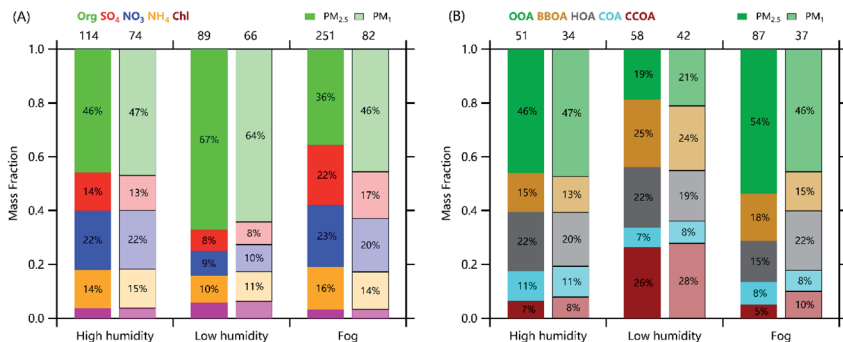 (A) Org SO4 NO3 NH4 Chl PM2.5 PM1
114 74 89 66 251 82
Mass Fraction
1.0
0.8
0.6
0.4
0.2
0.0
46% 47% 67% 64% 36% 46%
14% 13% 8% 8% 22% 17%
22% 22% 9% 10% 23% 20%
14% 15% 10% 11% 16% 14%
High humidity Low humidity Fog
(B) OOA BBOA HOA COA CCOA PM2.5 PM1
51 34 58 42 87 37
Mass Fraction
1.0
0.8
0.6
0.4
0.2
0.0
46% 47% 19% 21% 54% 46%
15% 13% 25% 24% 18% 15%
22% 20% 22% 19% 15% 22%
11% 11% 7% 8% 8% 8%
7% 8% 26% 28% 5% 10%
High humidity Low humidity Fog